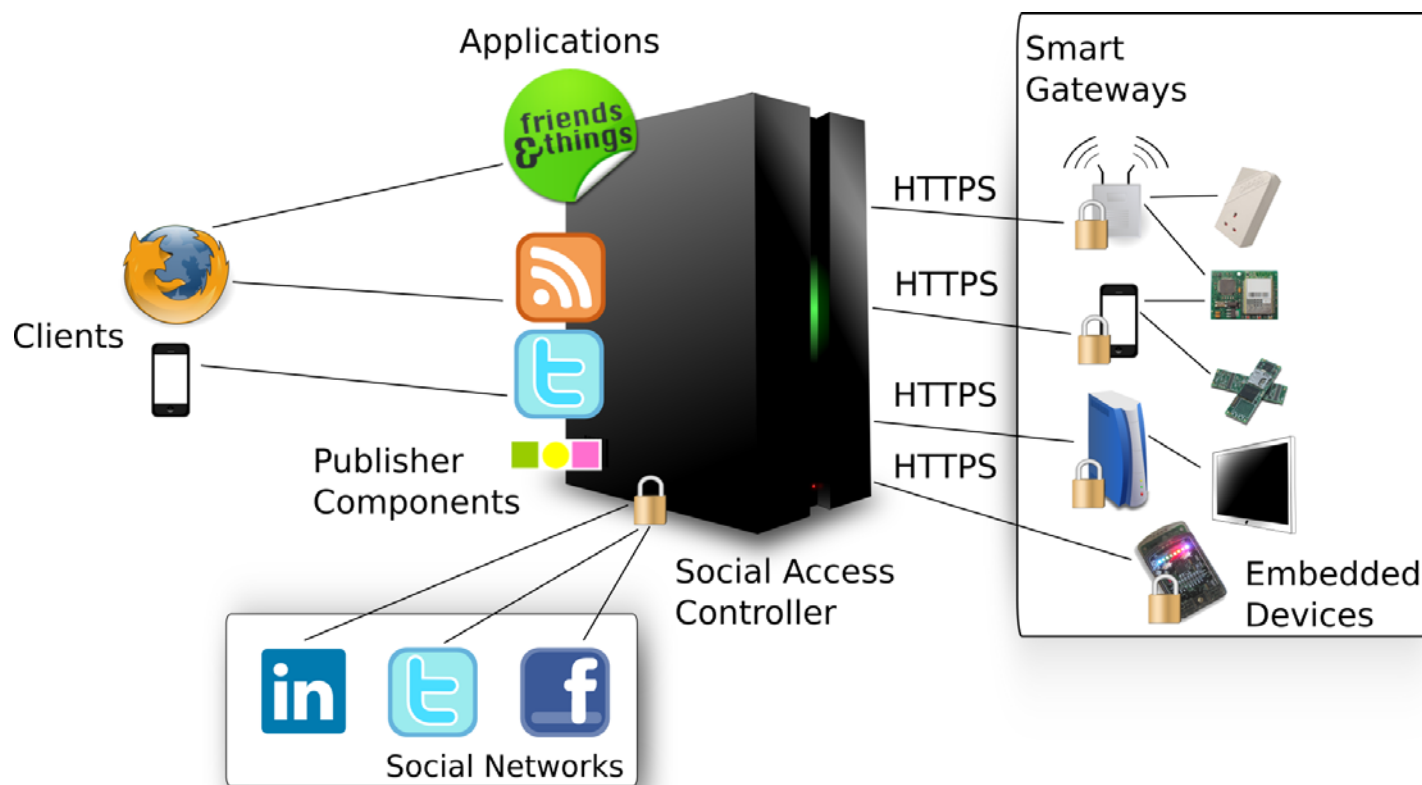 Applications
Smart
Gateways
friends
&things
HTTPS
HTTPS
Clients
HTTPS
HTTPS
Publisher
Components
Social Access
Controller
Embedded
Devices
in
t
f
t
Social Networks